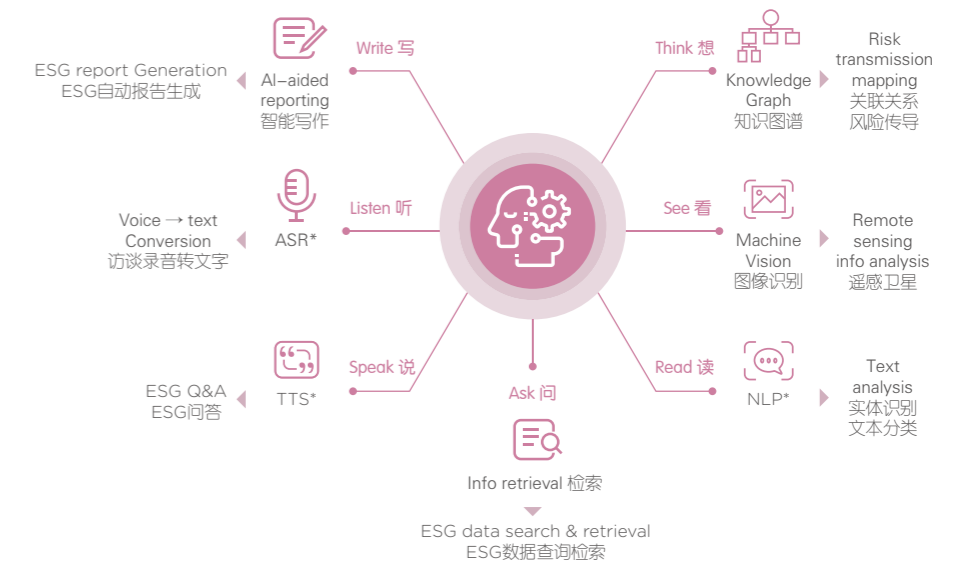 Write 写
AI-aided
reporting
智能写作
ESG report Generation
ESG自动报告生成
Think 想
Knowledge
Graph
知识图谱
Risk
transmission
mapping
关联关系
风险传导
Listen 听
ASR*
Voice → text
Conversion
访谈录音转文字
See 看
Machine
Vision
图像识别
Remote
sensing
info analysis
遥感卫星
Speak 说
TTS*
ESG Q&A
ESG问答
Ask 问
Info retrieval 检索
ESG data search & retrieval
ESG数据查询检索
Read 读
NLP*
Text
analysis
实体识别
文本分类